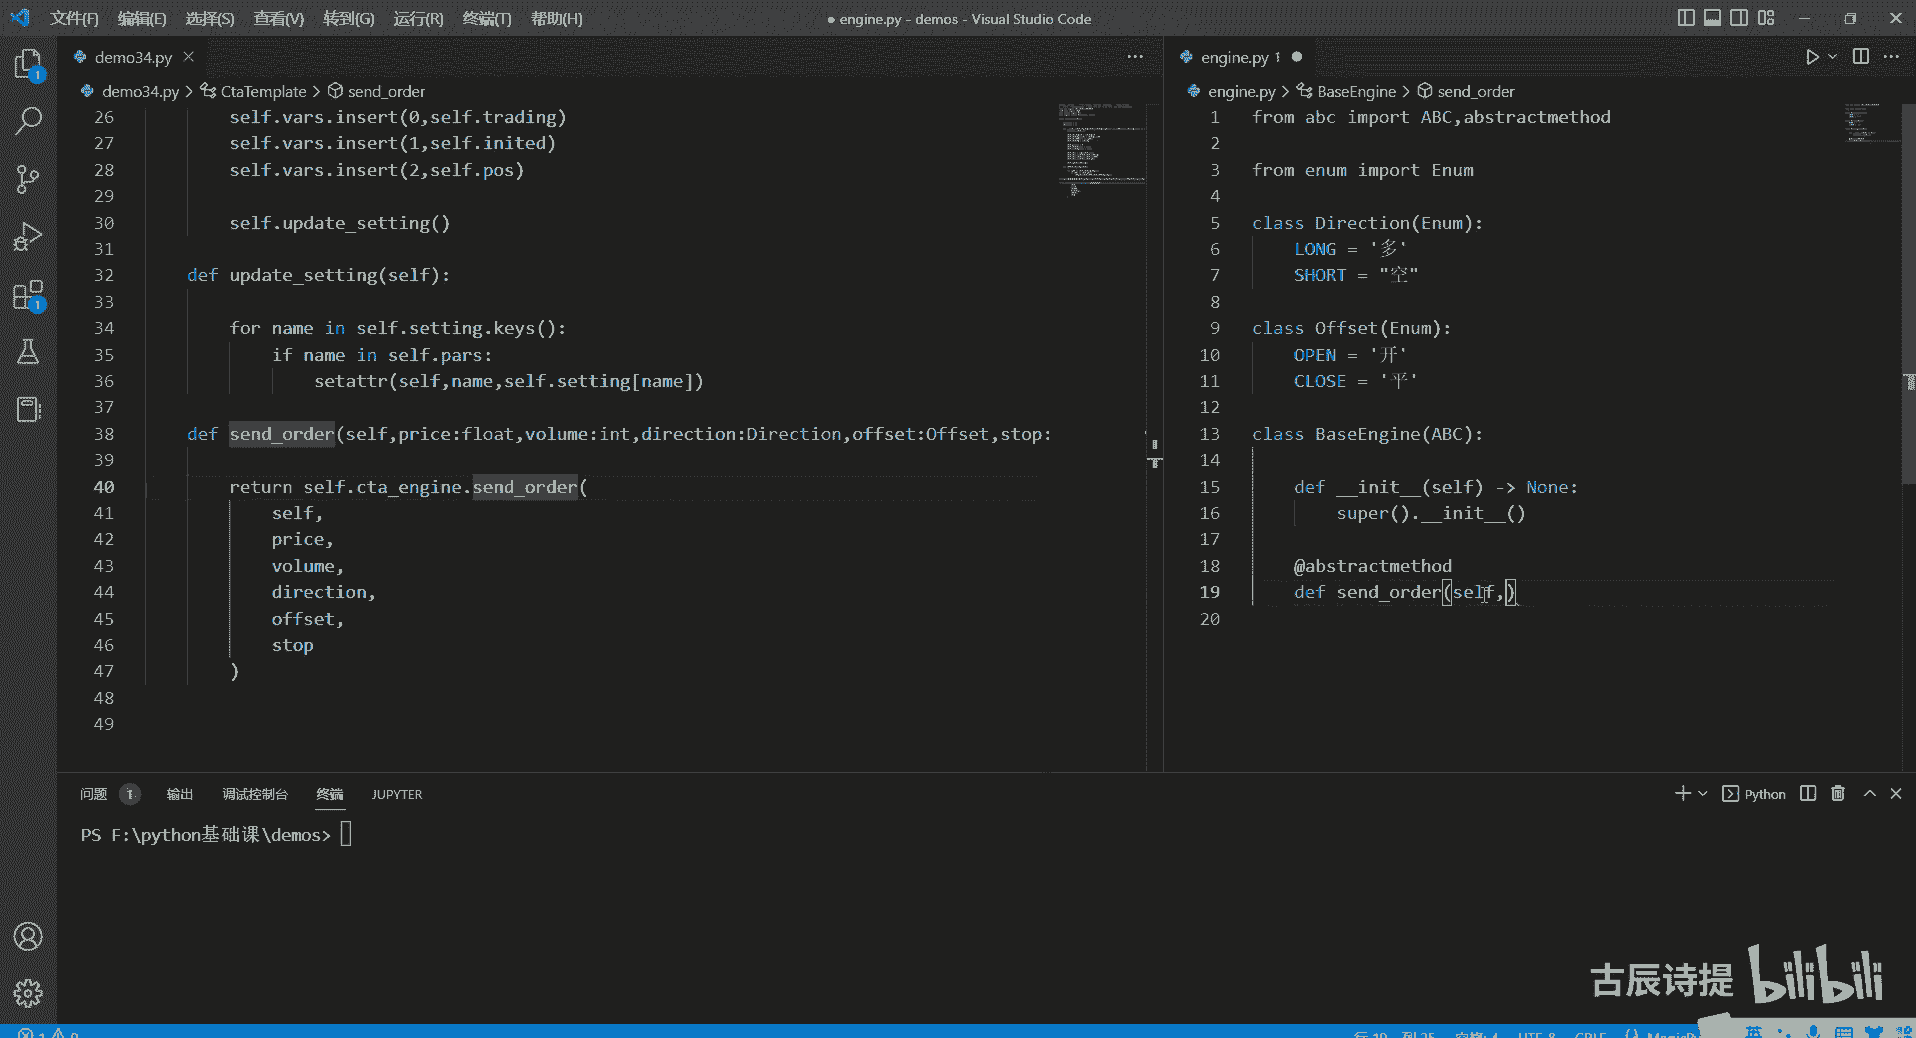 文件(F) 编辑(E) 选择(S) 查看(V) 转到(G) 运行(R) 终端(T) 帮助(H)
● engine.py - demos - Visual Studio Code
demo34.py
demo34.py > CtaTemplate > send_order
26 self.vars.insert(0,self.trading)
27 self.vars.insert(1,self.inited)
28 self.vars.insert(2,self.pos)
29
30 self.update_setting()
31
32 def update_setting(self):
33
34 for name in self.setting.keys():
35 if name in self.pars:
36 setattr(self,name,self.setting[name])
37
38 def send_order(self,price:float,volume:int,direction:Direction,offset:Offset,stop:
39
40 return self.cta_engine.send_order(
41 self,
42 price,
43 volume,
44 direction,
45 offset,
46 stop
47 )
48
49
engine.py 1
engine.py > BaseEngine > send_order
1 from abc import ABC,abstractmethod
2
3 from enum import Enum
4
5 class Direction(Enum):
6 LONG = '多'
7 SHORT = "空"
8
9 class Offset(Enum):
10 OPEN = '开'
11 CLOSE = '平'
12
13 class BaseEngine(ABC):
14
15 def __init__(self) -> None:
16 super().__init__()
17
18 @abstractmethod
19 def send_order(self,)
20
问题 1 输出 调试控制台 终端 JUPYTER
Python
PS F:\python基础课\demos>
古辰诗提 bilibili
英